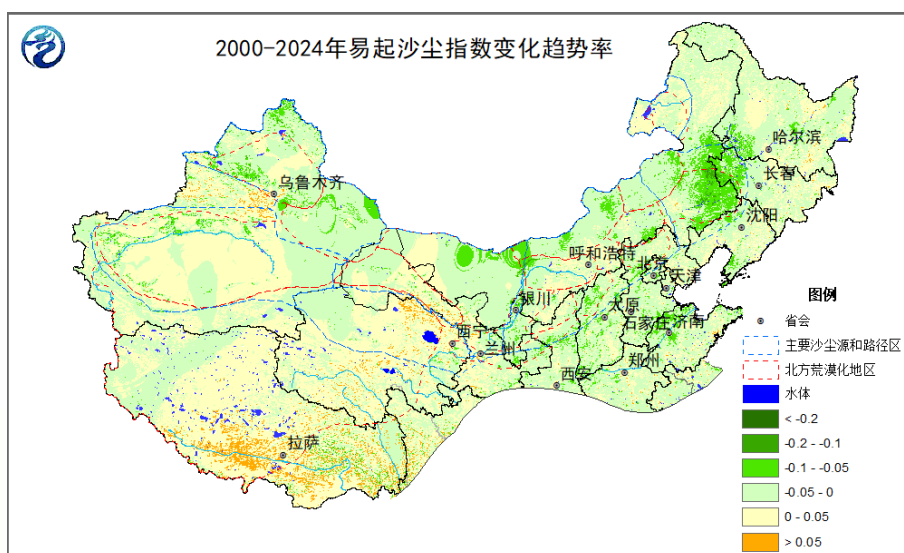 2000-2024年易起沙尘指数变化趋势率
哈尔滨
长春
乌鲁木齐
沈阳
呼和浩特
北京
天津
银川
太原
石家庄
济南
西宁
兰州
西安
郑州
拉萨
图例
省会
主要沙尘源和路径区
北方荒漠化地区
水体
< -0.2
-0.2 - -0.1
-0.1 - -0.05
-0.05 - 0
0 - 0.05
> 0.05